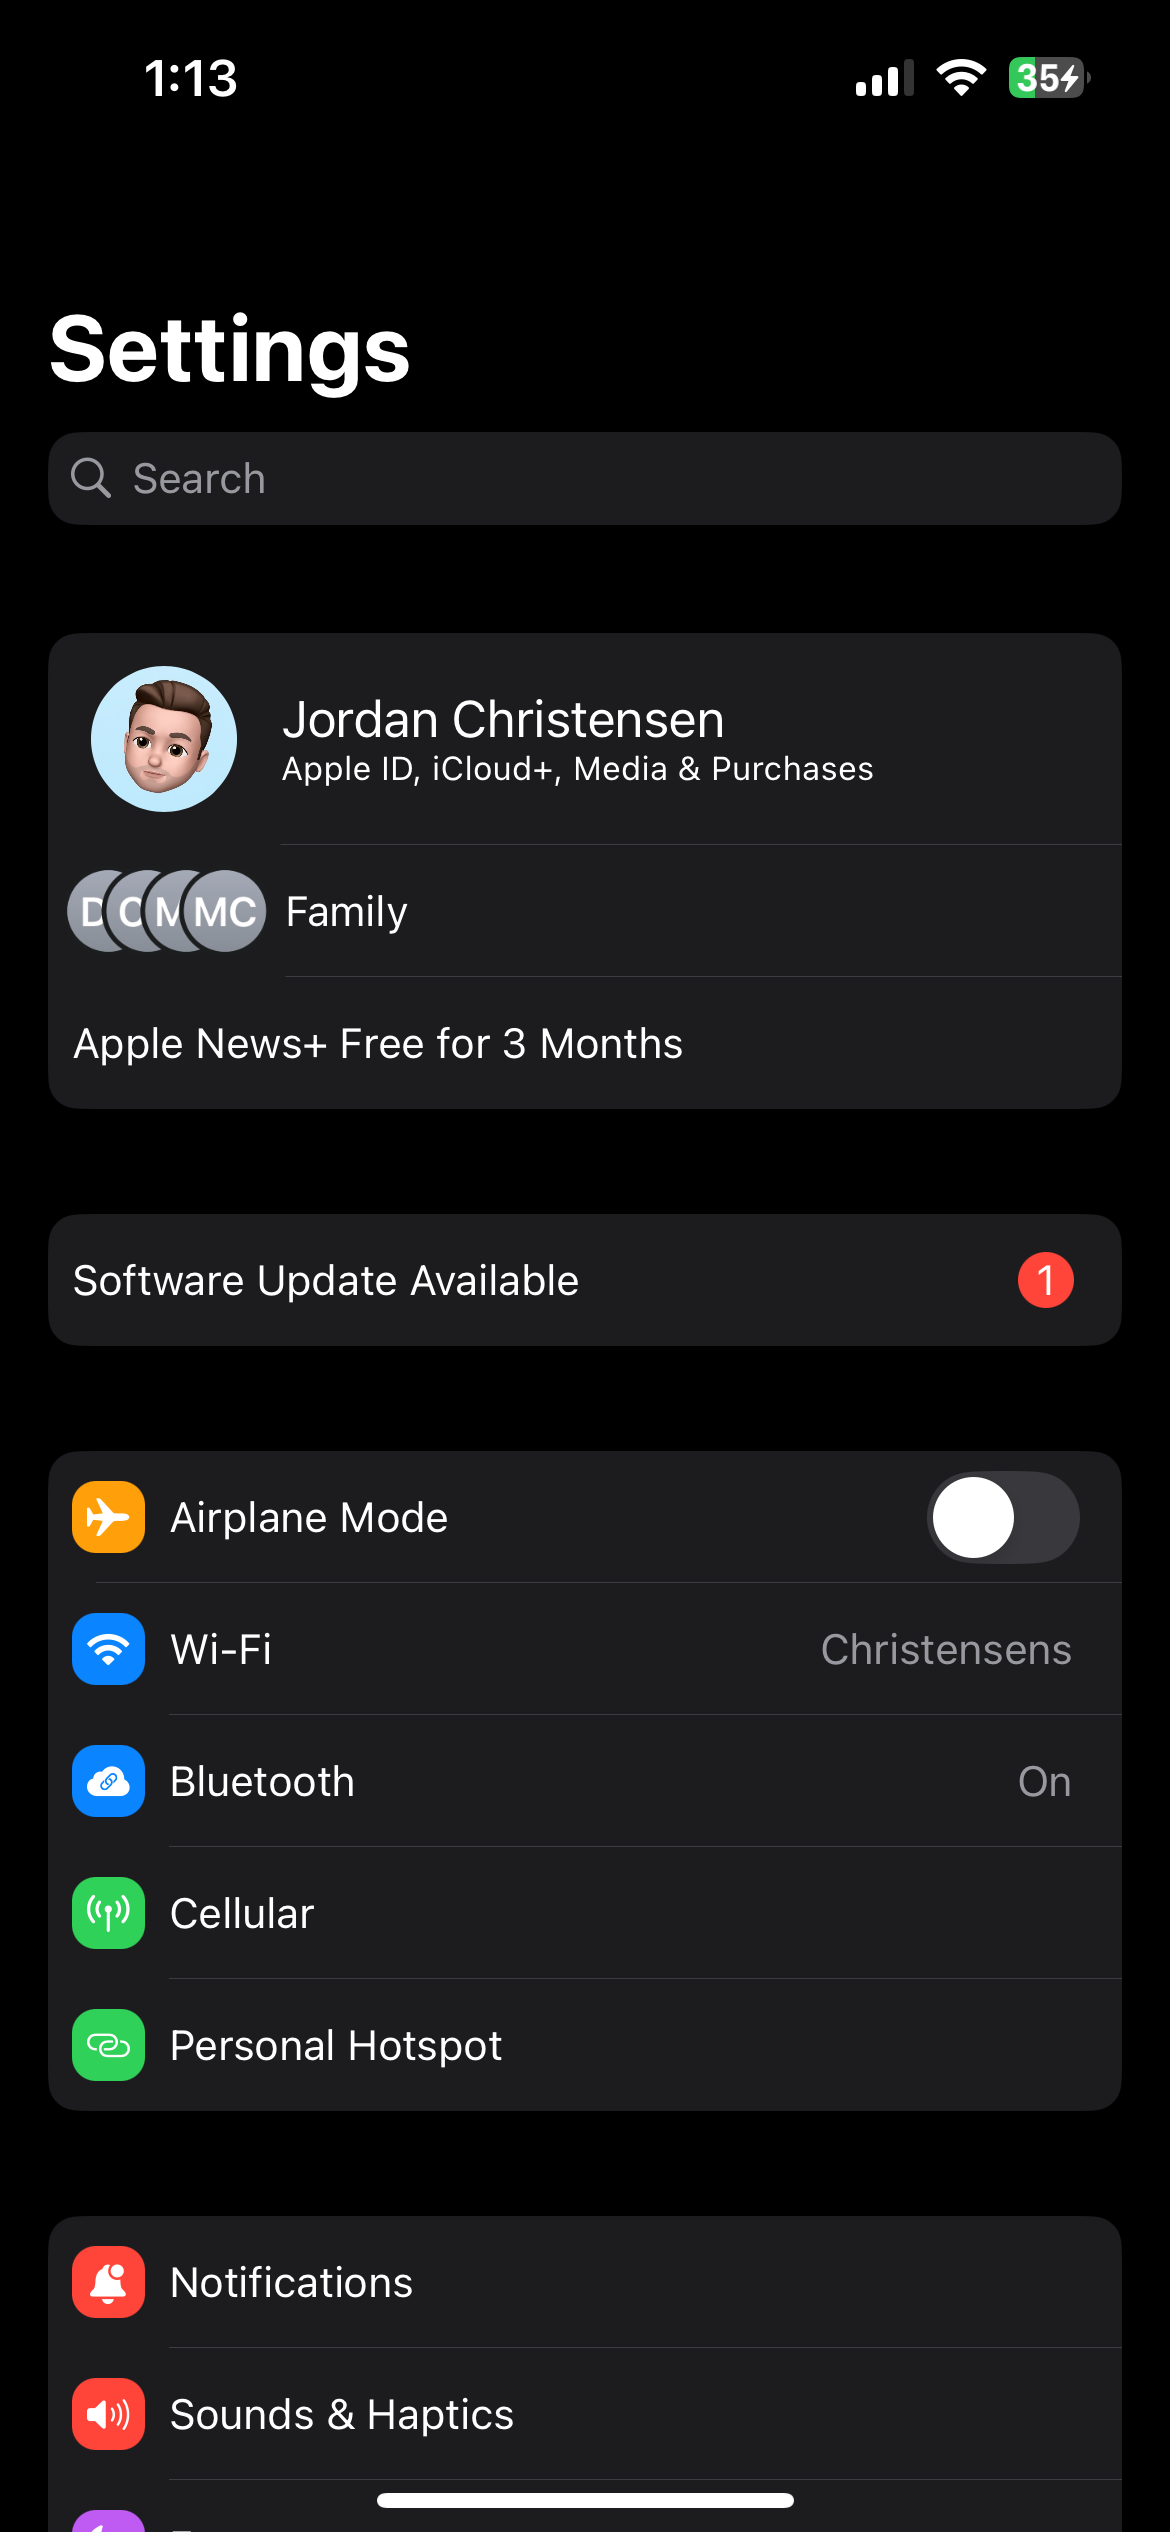 1:13
35
Settings
Search
Jordan Christensen
Apple ID, iCloud+, Media & Purchases
D C M MC Family
Apple News+ Free for 3 Months
Software Update Available 1
Airplane Mode
Wi-Fi Christensens
Bluetooth On
Cellular
Personal Hotspot
Notifications
Sounds & Haptics